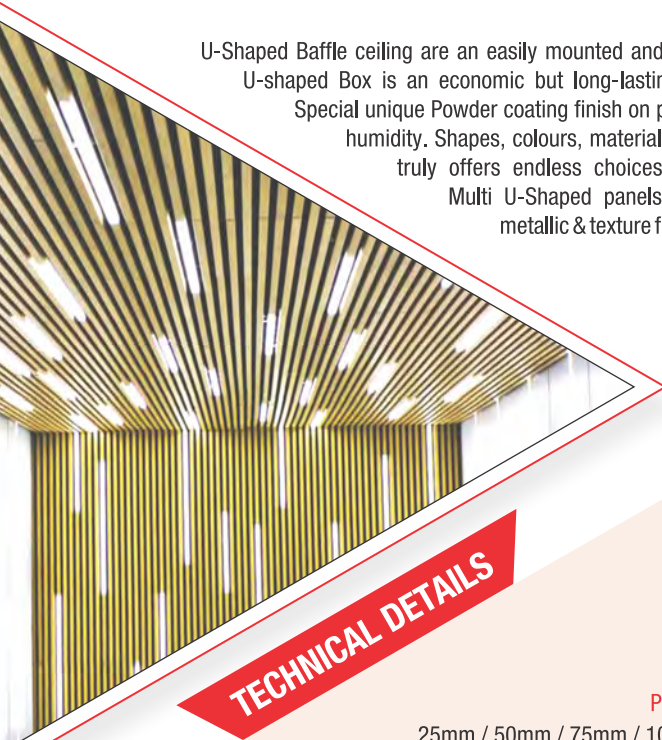 U-Shaped Baffle ceiling are an easily mounted and
U-shaped Box is an economic but long-lastin
Special unique Powder coating finish on p
humidity. Shapes, colours, material
truly offers endless choices
Multi U-Shaped panels
metallic & texture f
TECHNICAL DETAILS
P
25mm / 50mm / 75mm / 10